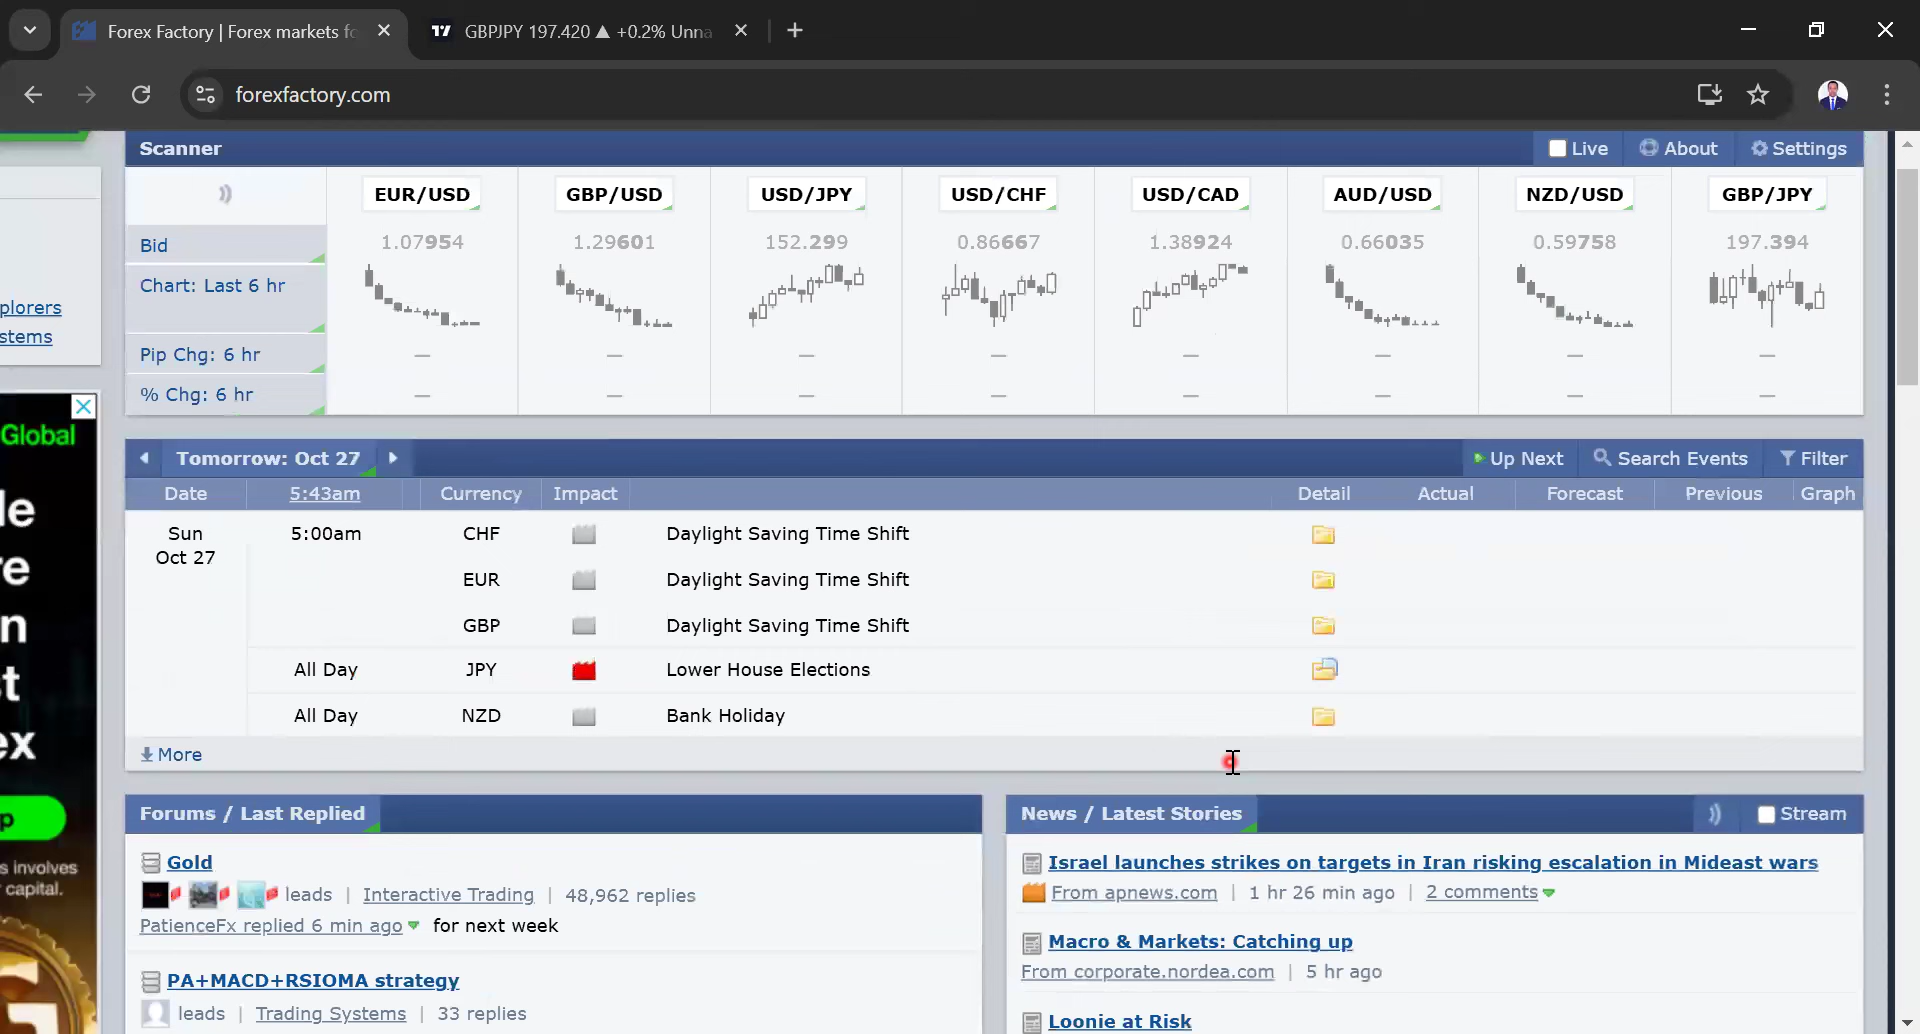 Forex Factory | Forex markets fo
GBPJPY 197.420 ▲ +0.2% Unna
forexfactory.com
Scanner
Live
About
Settings
EUR/USD GBP/USD USD/JPY USD/CHF USD/CAD AUD/USD NZD/USD GBP/JPY
Bid 1.07954 1.29601 152.299 0.86667 1.38924 0.66035 0.59758 197.394
Chart: Last 6 hr
Pip Chg: 6 hr — — — — — — — —
% Chg: 6 hr — — — — — — — —
plorers
stems
Global
de
re
n
st
ex
p
s involves
capital.
Tomorrow: Oct 27
Up Next
Search Events
Filter
Date 5:43am Currency Impact Detail Actual Forecast Previous Graph
Sun 5:00am CHF Daylight Saving Time Shift
Oct 27
EUR Daylight Saving Time Shift
GBP Daylight Saving Time Shift
All Day JPY Lower House Elections
All Day NZD Bank Holiday
More
Forums / Last Replied
Gold
leads | Interactive Trading | 48,962 replies
PatienceFx replied 6 min ago for next week
PA+MACD+RSIOMA strategy
leads | Trading Systems | 33 replies
News / Latest Stories
Stream
Israel launches strikes on targets in Iran risking escalation in Mideast wars
From apnews.com | 1 hr 26 min ago | 2 comments
Macro & Markets: Catching up
From corporate.nordea.com | 5 hr ago
Loonie at Risk